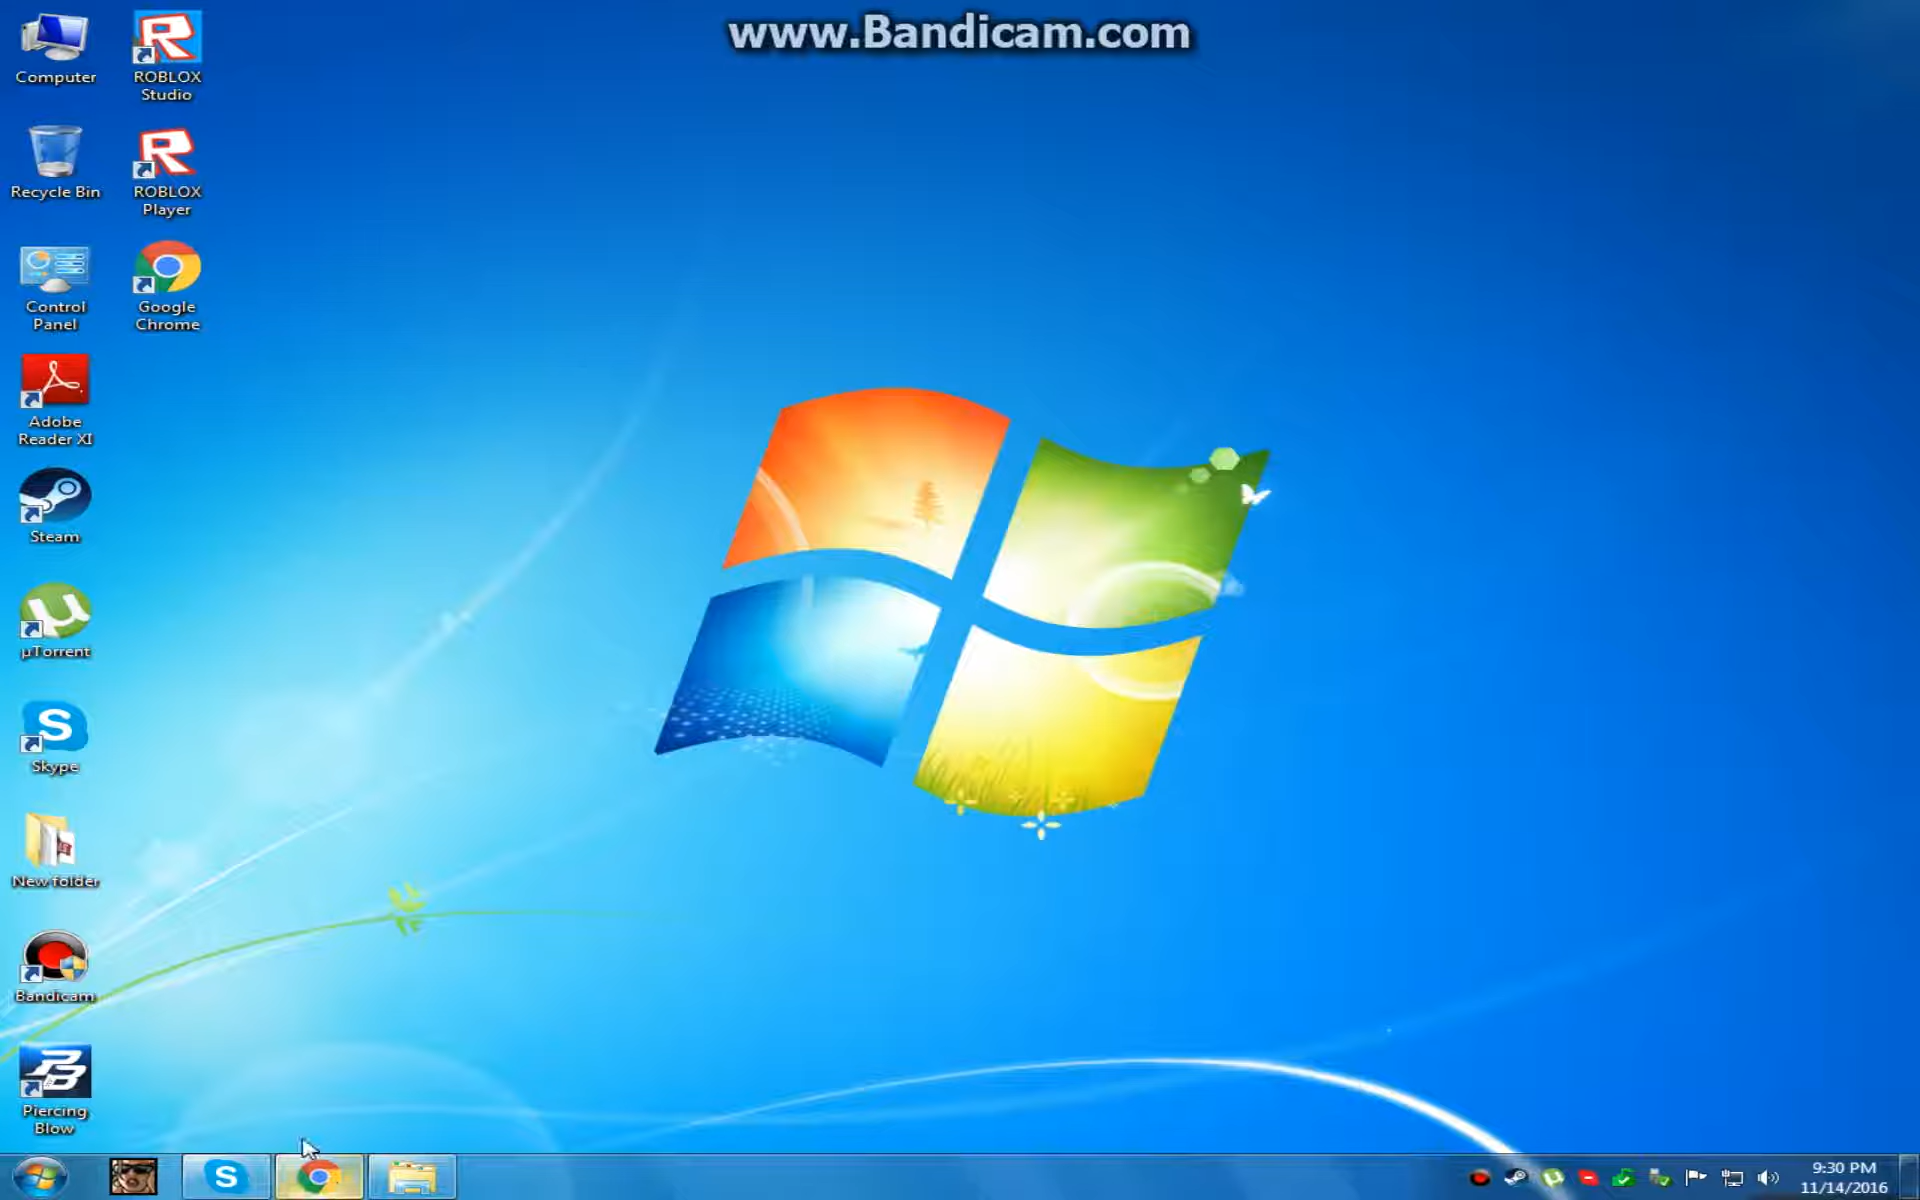 www.Bandicam.com
Computer
ROBLOX
Studio
Recycle Bin
ROBLOX
Player
Control
Panel
Google
Chrome
Adobe
Reader XI
Steam
µTorrent
Skype
New folder
Bandicam
Piercing
Blow
9:30 PM
11/14/2016